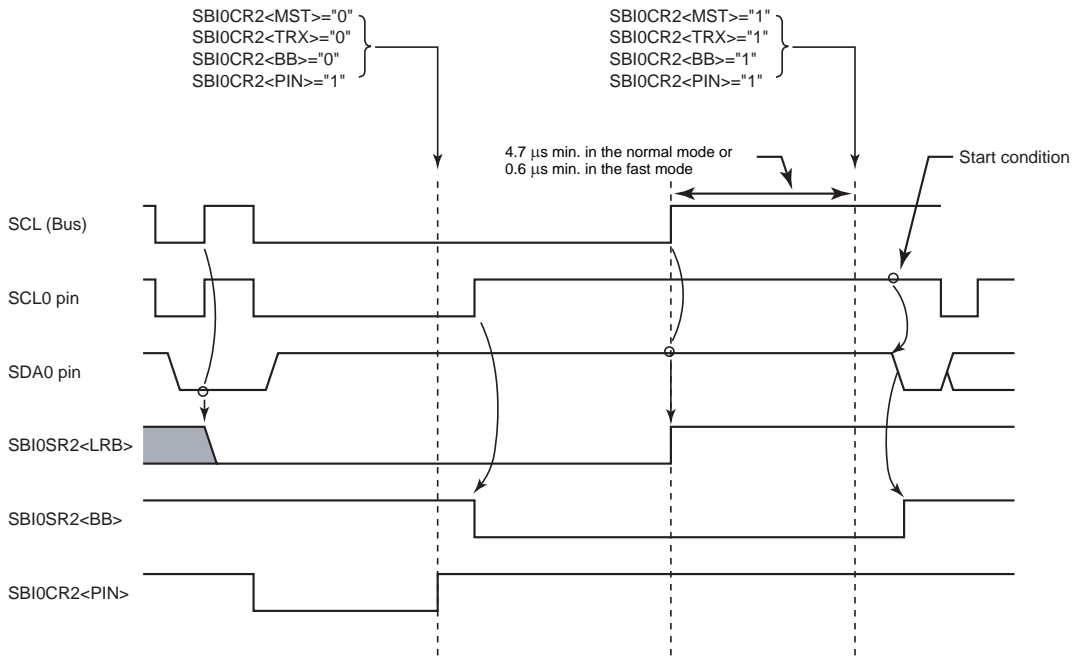 SBI0CR2<MST>="0"
SBI0CR2<TRX>="0"
SBI0CR2<BB>="0"
SBI0CR2<PIN>="1"
SBI0CR2<MST>="1"
SBI0CR2<TRX>="1"
SBI0CR2<BB>="1"
SBI0CR2<PIN>="1"
4.7 μs min. in the normal mode or
0.6 μs min. in the fast mode
Start condition
SCL (Bus)
SCL0 pin
SDA0 pin
SBI0SR2<LRB>
SBI0SR2<BB>
SBI0CR2<PIN>